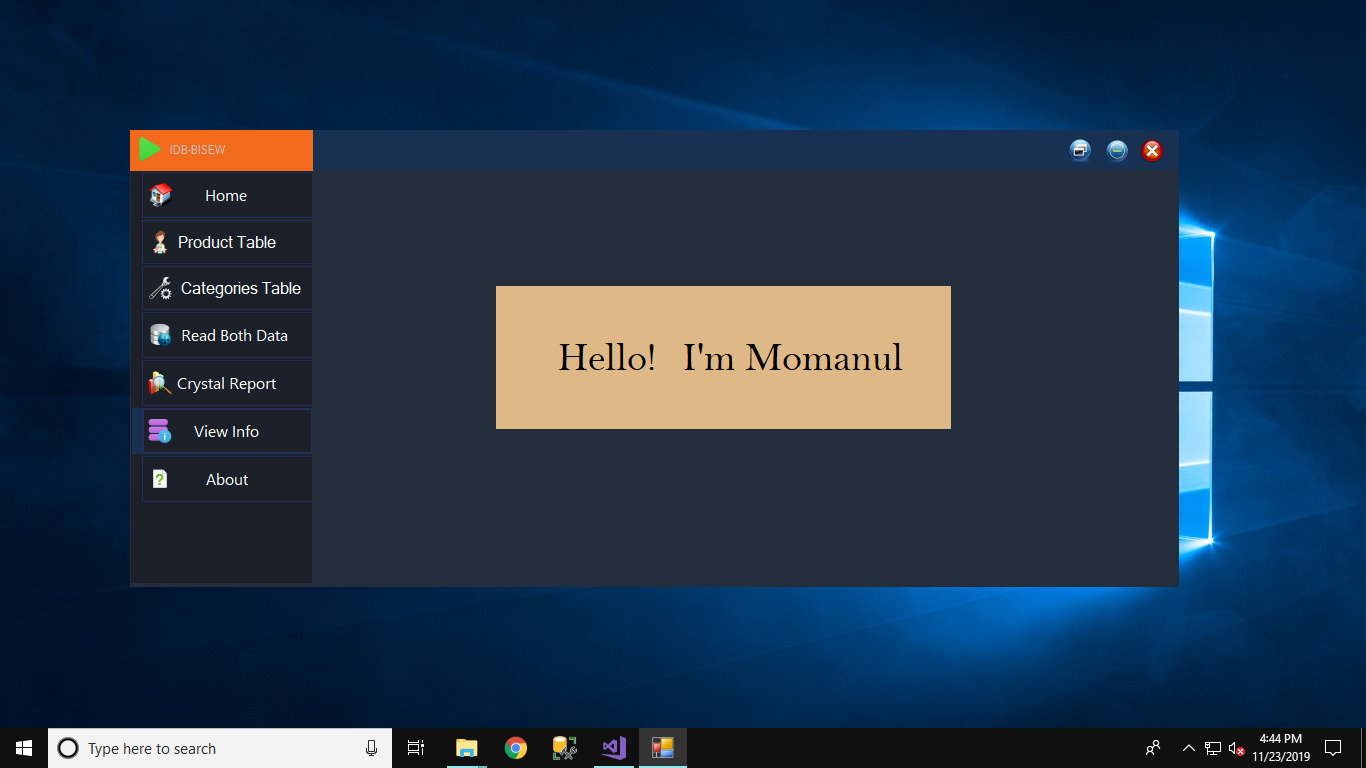 IDB-BISEW
Home
Product Table
Categories Table
Read Both Data
Crystal Report
View Info
About
Hello! I'm Momanul
Type here to search
4:44 PM
11/23/2019